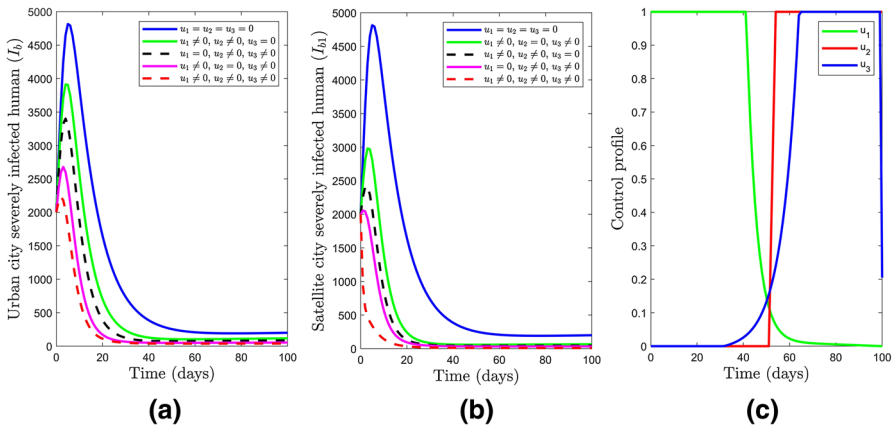 Urban city severely infected human (I_b)
5000
4500
4000
3500
3000
2500
2000
1500
1000
500
0
u₁ = u₂ = u₃ = 0
u₁ ≠ 0, u₂ ≠ 0, u₃ = 0
u₁ = 0, u₂ ≠ 0, u₃ ≠ 0
u₁ ≠ 0, u₂ = 0, u₃ ≠ 0
u₁ ≠ 0, u₂ ≠ 0, u₃ ≠ 0
0 20 40 60 80 100
Time (days)
(a)
Satellite city severely infected human (I_b1)
5000
4500
4000
3500
3000
2500
2000
1500
1000
500
0
u₁ = u₂ = u₃ = 0
u₁ ≠ 0, u₂ = 0, u₃ ≠ 0
u₁ ≠ 0, u₂ ≠ 0, u₃ = 0
u₁ = 0, u₂ ≠ 0, u₃ ≠ 0
u₁ ≠ 0, u₂ ≠ 0, u₃ ≠ 0
0 20 40 60 80 100
Time (days)
(b)
Control profile
1
0.9
0.8
0.7
0.6
0.5
0.4
0.3
0.2
0.1
0
u₁
u₂
u₃
0 20 40 60 80 100
Time (days)
(c)